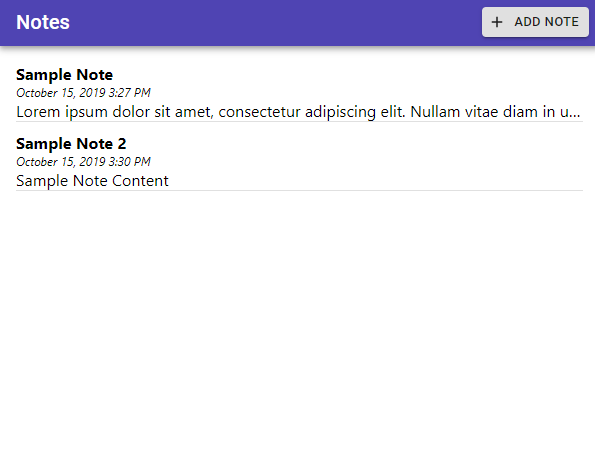 Notes
+ ADD NOTE
Sample Note
October 15, 2019 3:27 PM
Lorem ipsum dolor sit amet, consectetur adipiscing elit. Nullam vitae diam in u...
Sample Note 2
October 15, 2019 3:30 PM
Sample Note Content